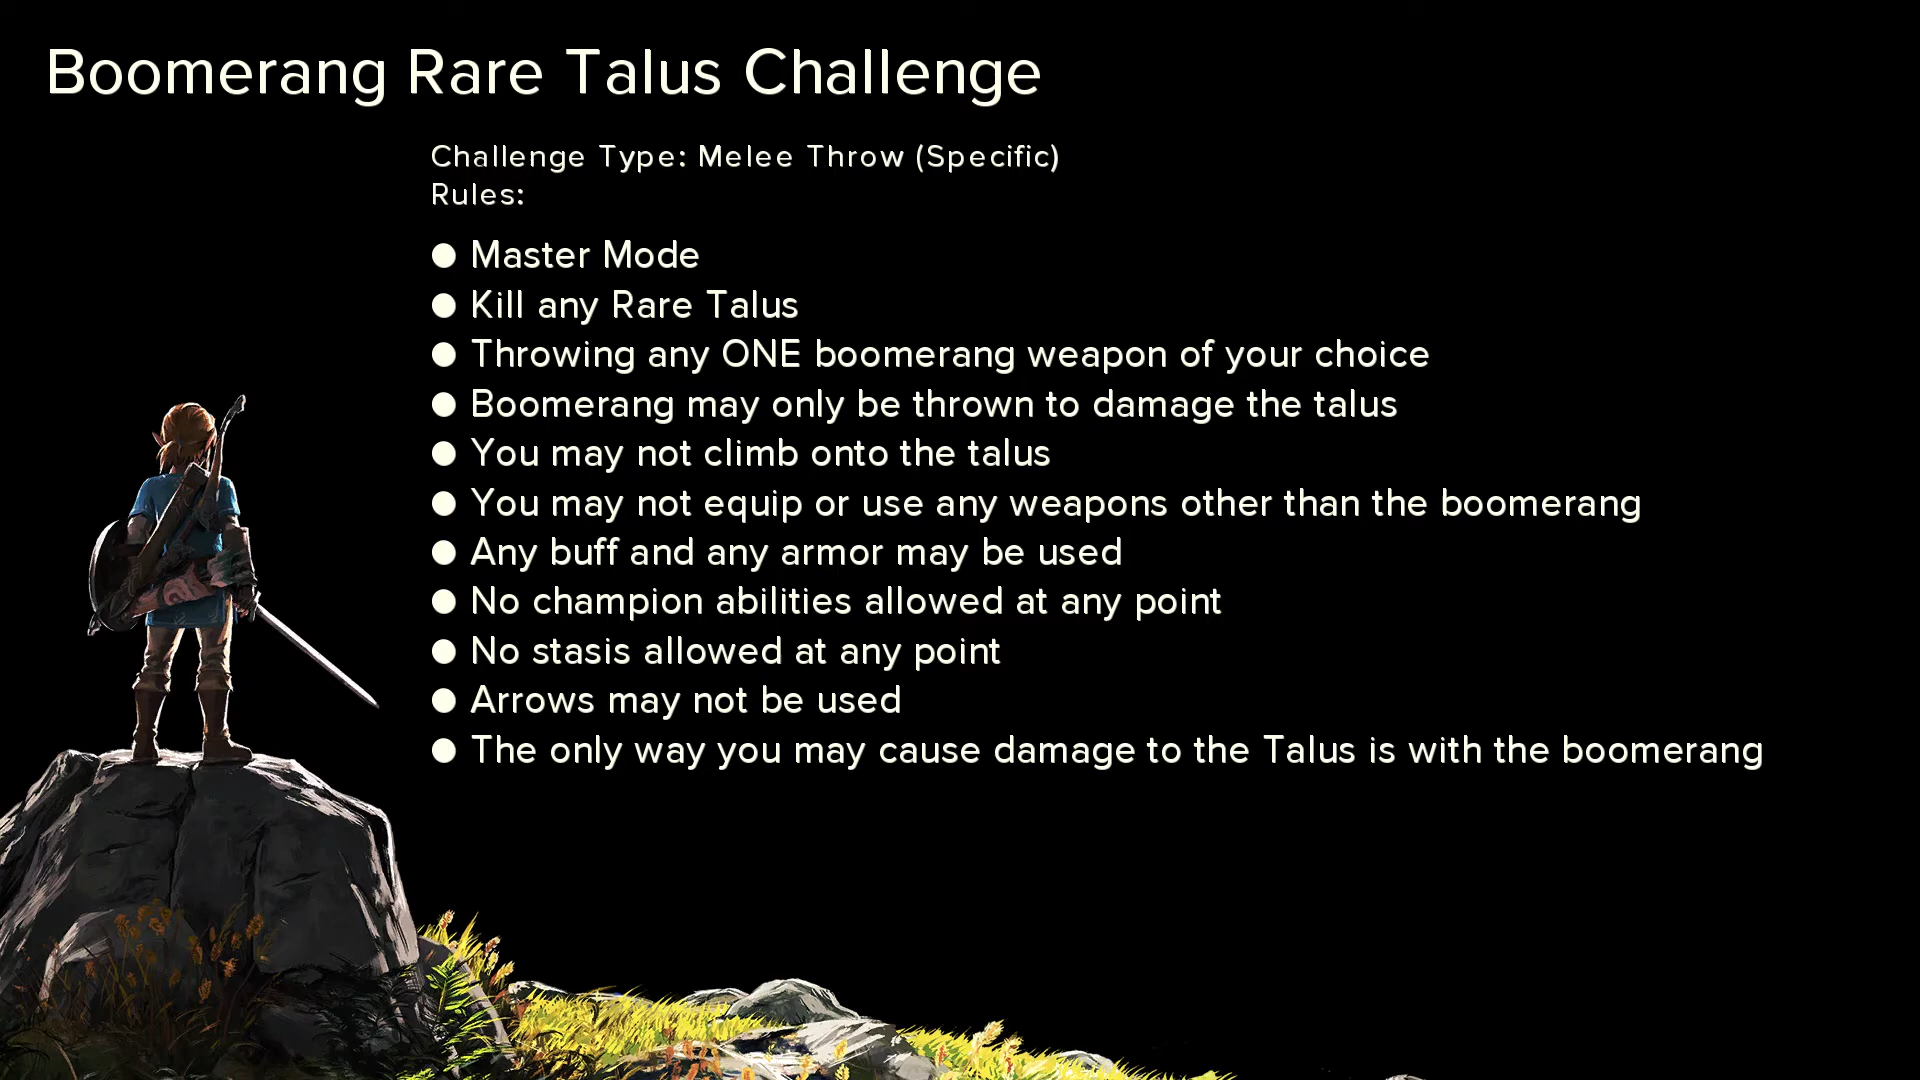 Boomerang Rare Talus Challenge
Challenge Type: Melee Throw (Specific)
Rules:
● Master Mode
● Kill any Rare Talus
● Throwing any ONE boomerang weapon of your choice
● Boomerang may only be thrown to damage the talus
● You may not climb onto the talus
● You may not equip or use any weapons other than the boomerang
● Any buff and any armor may be used
● No champion abilities allowed at any point
● No stasis allowed at any point
● Arrows may not be used
● The only way you may cause damage to the Talus is with the boomerang